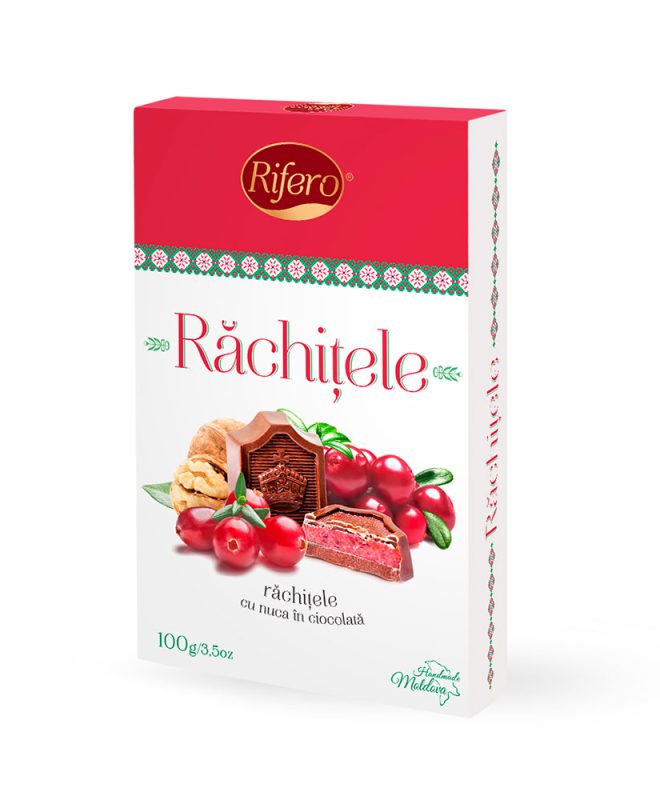 Rifero®
Răchițele
răchițele
cu nuca în ciocolată
100g/3.5oz
Handmade
Moldova
Răchițele